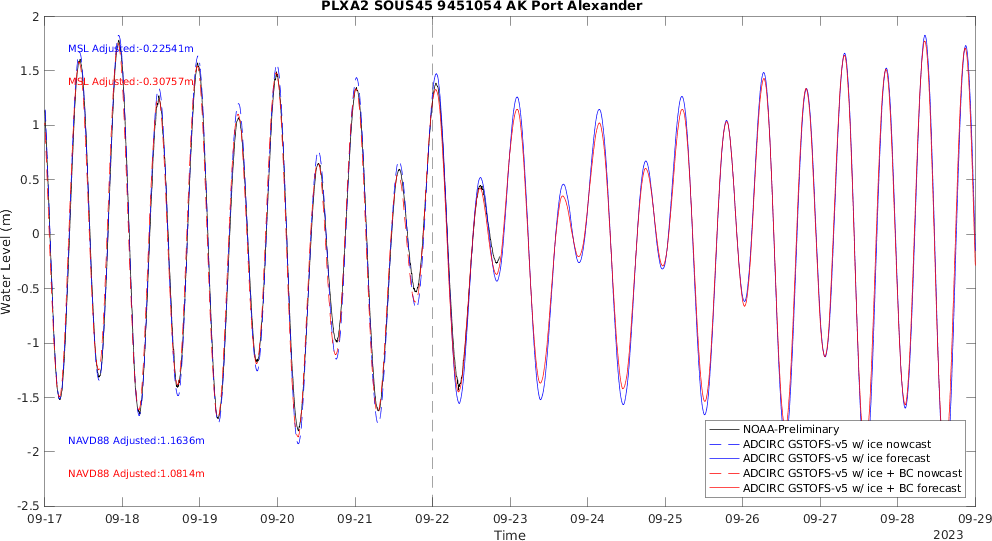 PLXA2 SOUS45 9451054 AK Port Alexander
2
1.5
1
0.5
0
-0.5
-1
-1.5
-2
-2.5
Water Level (m)
MSL Adjusted:-0.22541m
MSL Adjusted:-0.30757m
NAVD88 Adjusted:1.1636m
NAVD88 Adjusted:1.0814m
NOAA-Preliminary
ADCIRC GSTOFS-v5 w/ ice nowcast
ADCIRC GSTOFS-v5 w/ ice forecast
ADCIRC GSTOFS-v5 w/ ice + BC nowcast
ADCIRC GSTOFS-v5 w/ ice + BC forecast
09-17 09-18 09-19 09-20 09-21 09-22 09-23 09-24 09-25 09-26 09-27 09-28 09-29
Time
2023